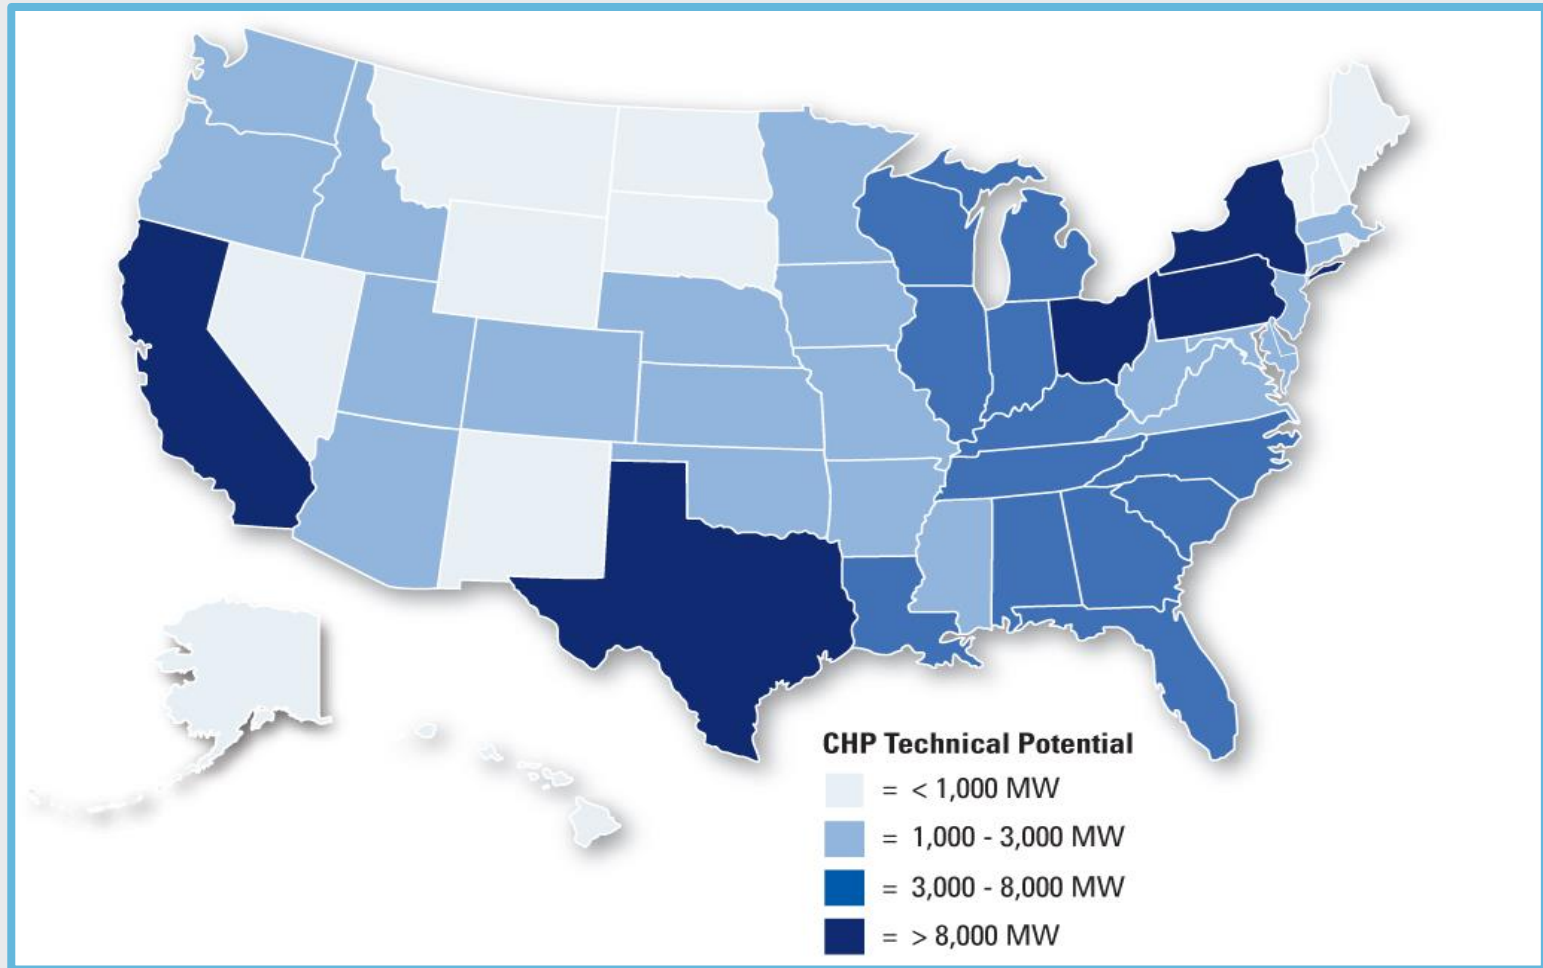 CHP Technical Potential
= < 1,000 MW
= 1,000 - 3,000 MW
= 3,000 - 8,000 MW
= > 8,000 MW